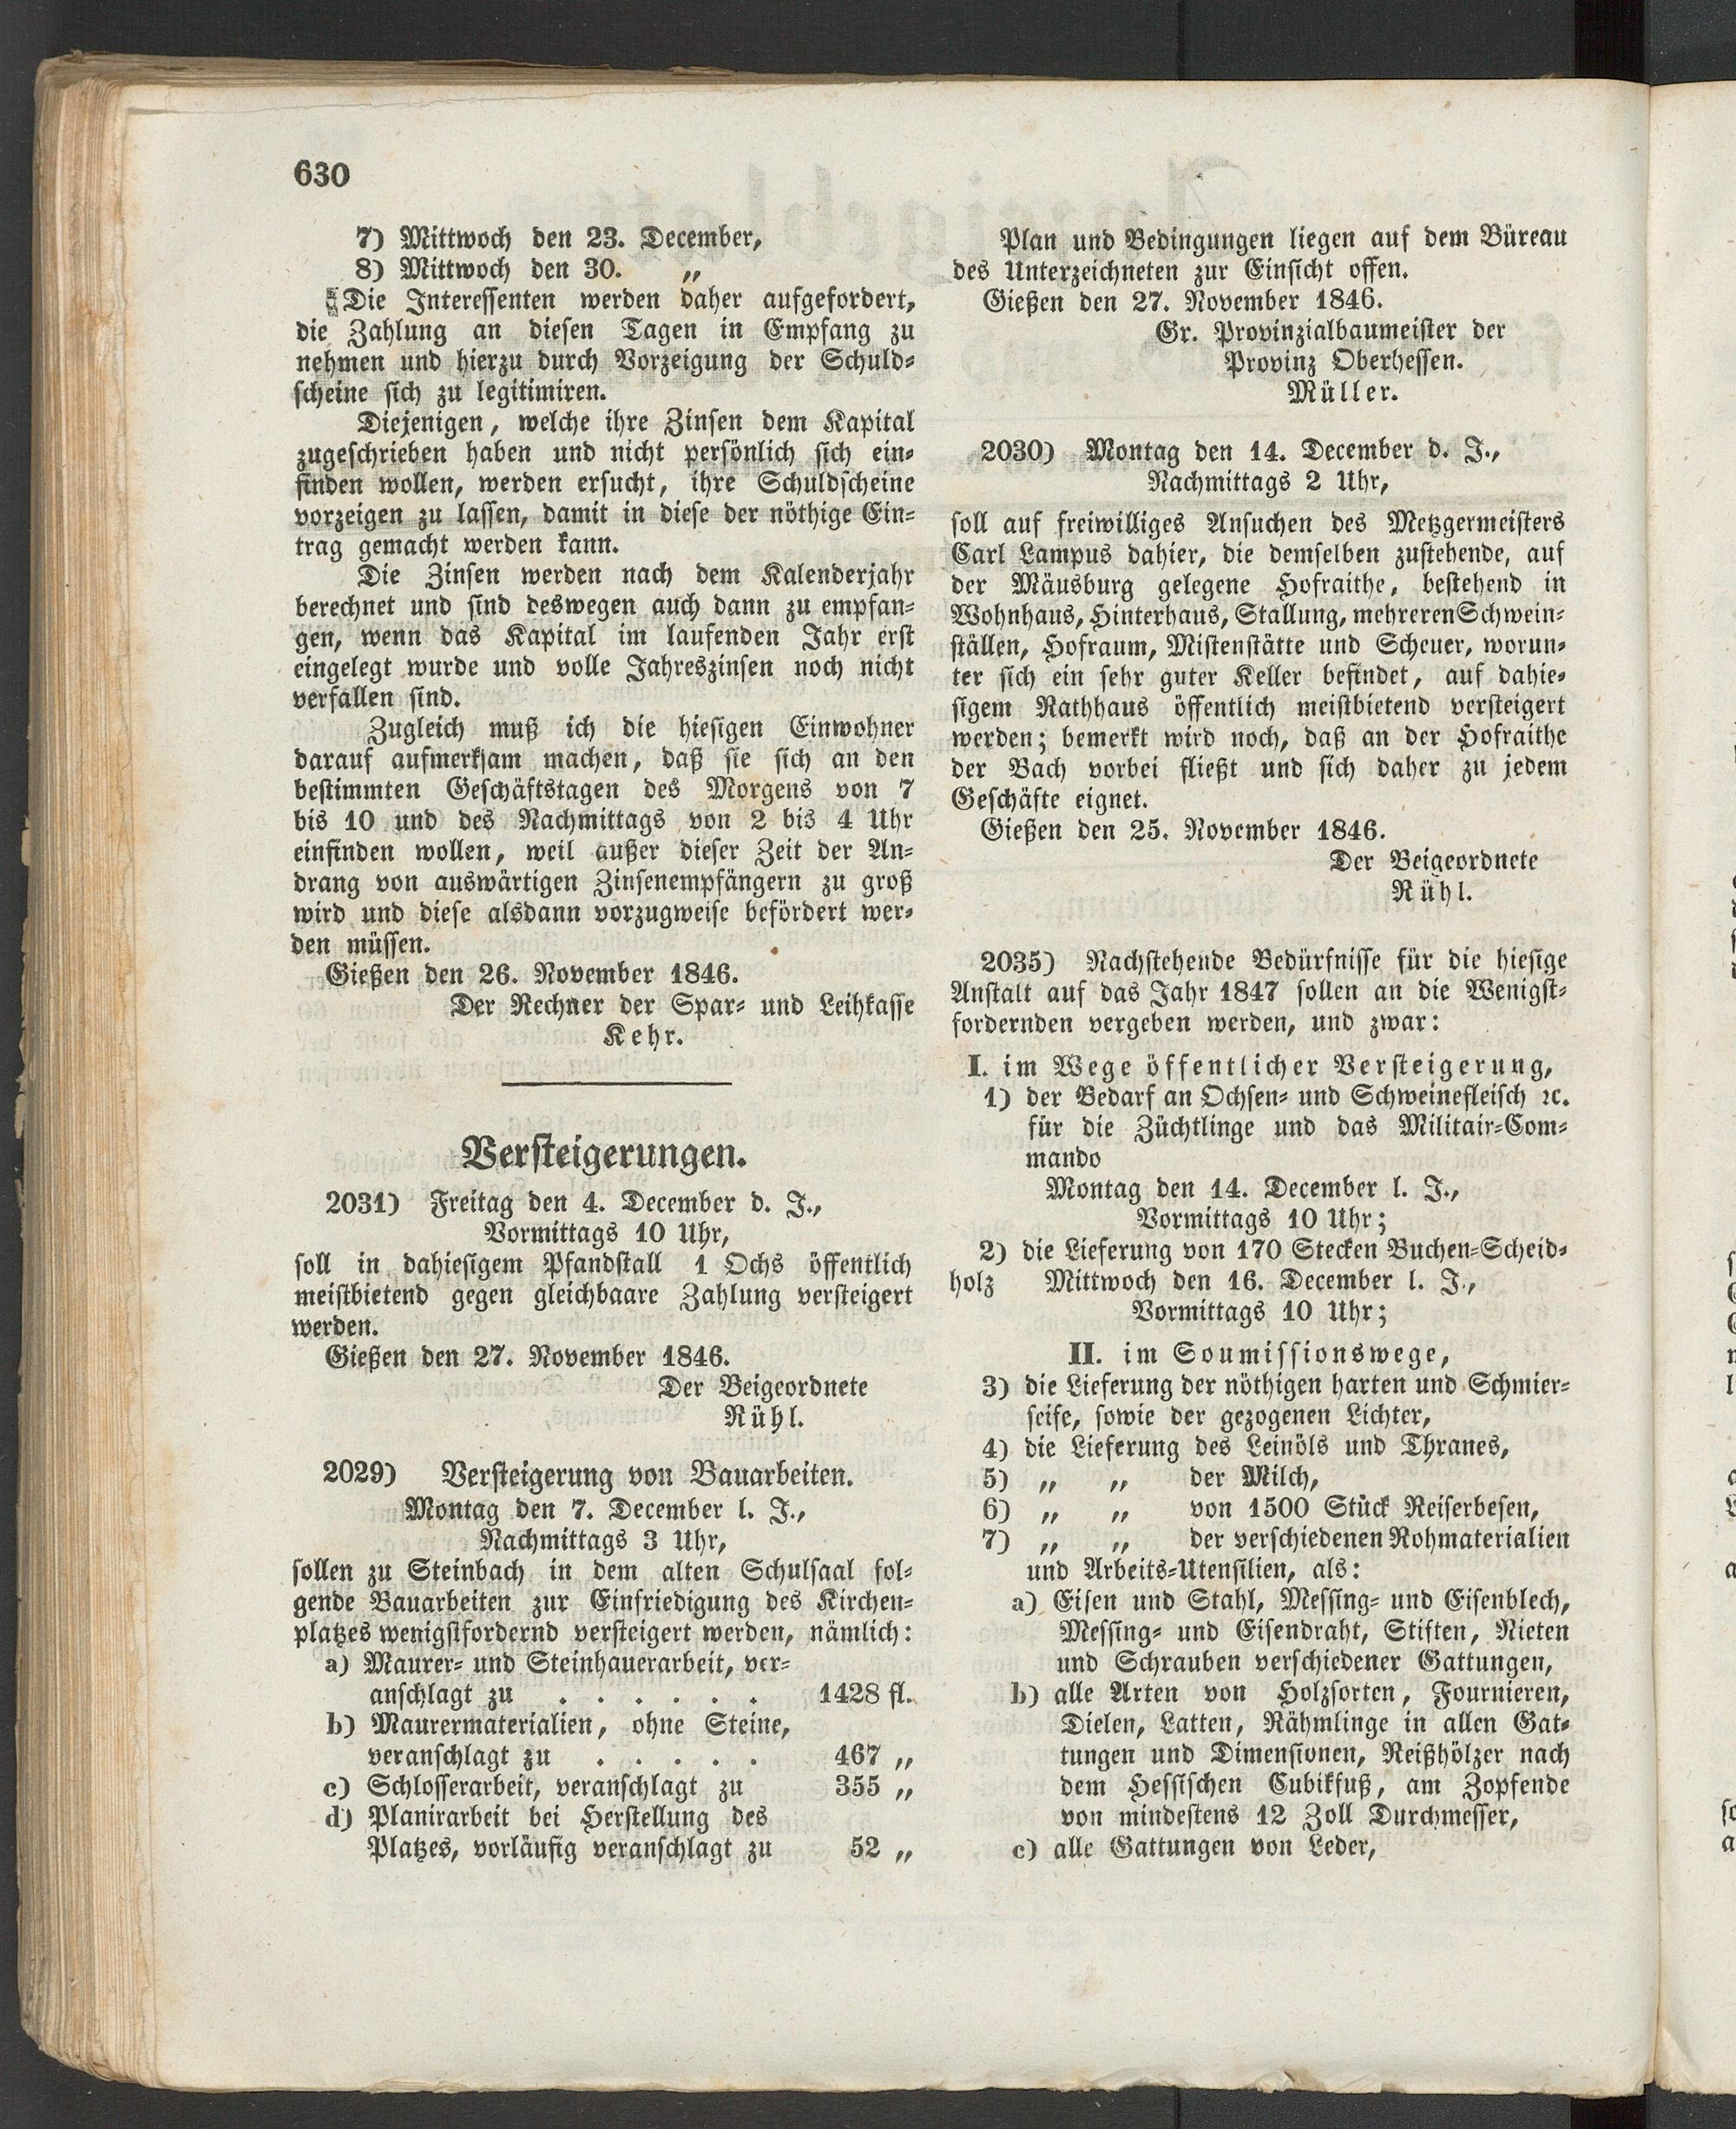 630
7) Mittwoch den 23. December,
8) Mittwoch den 30. „
Die Interessenten werden daher aufgefordert,
die Zahlung an diesen Tagen in Empfang zu
nehmen und hierzu durch Vorzeigung der Schuld-
scheine sich zu legitimiren.
Diejenigen, welche ihre Zinsen dem Kapital
zugeschrieben haben und nicht persönlich sich ein-
finden wollen, werden ersucht, ihre Schuldscheine
vorzeigen zu lassen, damit in diese der nöthige Ein-
trag gemacht werden kann.
Die Zinsen werden nach dem Kalenderjahr
berechnet und sind deswegen auch dann zu empfan-
gen, wenn das Kapital im laufenden Jahr erst
eingelegt wurde und volle Jahreszinsen noch nicht
verfallen sind.
Zugleich muß ich die hiesigen Einwohner
darauf aufmerksam machen, daß sie sich an den
bestimmten Geschäftstagen des Morgens von 7
bis 10 und des Nachmittags von 2 bis 4 Uhr
einfinden wollen, weil außer dieser Zeit der An-
drang von auswärtigen Zinsenempfängern zu groß
wird und diese alsdann vorzugweise befördert wer-
den müssen.
Gießen den 26. November 1846.
Der Rechner der Spar- und Leihkasse
Kehr.
Versteigerungen.
2031) Freitag den 4. December d. J.,
Vormittags 10 Uhr,
soll in dahiesigem Pfandstall 1 Ochs öffentlich
meistbietend gegen gleichbaare Zahlung versteigert
werden.
Gießen den 27. November 1846.
Der Beigeordnete
Rühl.
2029) Versteigerung von Bauarbeiten.
Montag den 7. December l. J.,
Nachmittags 3 Uhr,
sollen zu Steinbach in dem alten Schulsaal fol-
gende Bauarbeiten zur Einfriedigung des Kirchen-
platzes wenigstfordernd versteigert werden, nämlich:
a) Maurer- und Steinhauerarbeit, ver-
anschlagt zu . . . . . . 1428 fl.
b) Maurermaterialien, ohne Steine,
veranschlagt zu . . . . . 467 „
c) Schlosserarbeit, veranschlagt zu 355 „
d) Planirarbeit bei Herstellung des
Platzes, vorläufig veranschlagt zu 52 „
Plan und Bedingungen liegen auf dem Büreau
des Unterzeichneten zur Einsicht offen.
Gießen den 27. November 1846.
Gr. Provinzialbaumeister der
Provinz Oberhessen.
Müller.
2030) Montag den 14. December d. J.,
Nachmittags 2 Uhr,
soll auf freiwilliges Ansuchen des Metzgermeisters
Carl Lampus dahier, die demselben zustehende, auf
der Mäusburg gelegene Hofraithe, bestehend in
Wohnhaus, Hinterhaus, Stallung, mehreren Schwein-
ställen, Hofraum, Mistenstätte und Scheuer, worun-
ter sich ein sehr guter Keller befindet, auf dahie-
sigem Rathhaus öffentlich meistbietend versteigert
werden; bemerkt wird noch, daß an der Hofraithe
der Bach vorbei fließt und sich daher zu jedem
Geschäfte eignet.
Gießen den 25. November 1846.
Der Beigeordnete
Rühl.
2035) Nachstehende Bedürfnisse für die hiesige
Anstalt auf das Jahr 1847 sollen an die Wenigst-
fordernden vergeben werden, und zwar:
I. im Wege öffentlicher Versteigerung,
1) der Bedarf an Ochsen- und Schweinefleisch ꝛc.
für die Züchtlinge und das Militair-Com-
mando
Montag den 14. December l. J.,
Vormittags 10 Uhr;
2) die Lieferung von 170 Stecken Buchen-Scheid-
holz Mittwoch den 16. December l. J.,
Vormittags 10 Uhr;
II. im Soumissionswege,
3) die Lieferung der nöthigen harten und Schmier-
seife, sowie der gezogenen Lichter,
4) die Lieferung des Leinöls und Thranes,
5) „ „ der Milch,
6) „ „ von 1500 Stück Reiserbesen,
7) „ „ der verschiedenen Rohmaterialien
und Arbeits-Utensilien, als:
a) Eisen und Stahl, Messing- und Eisenblech,
Messing- und Eisendraht, Stiften, Nieten
und Schrauben verschiedener Gattungen,
b) alle Arten von Holzsorten, Fournieren,
Dielen, Latten, Rähmlinge in allen Gat-
tungen und Dimensionen, Reißhölzer nach
dem Hessischen Cubikfuß, am Zopfende
von mindestens 12 Zoll Durchmesser,
c) alle Gattungen von Leder,